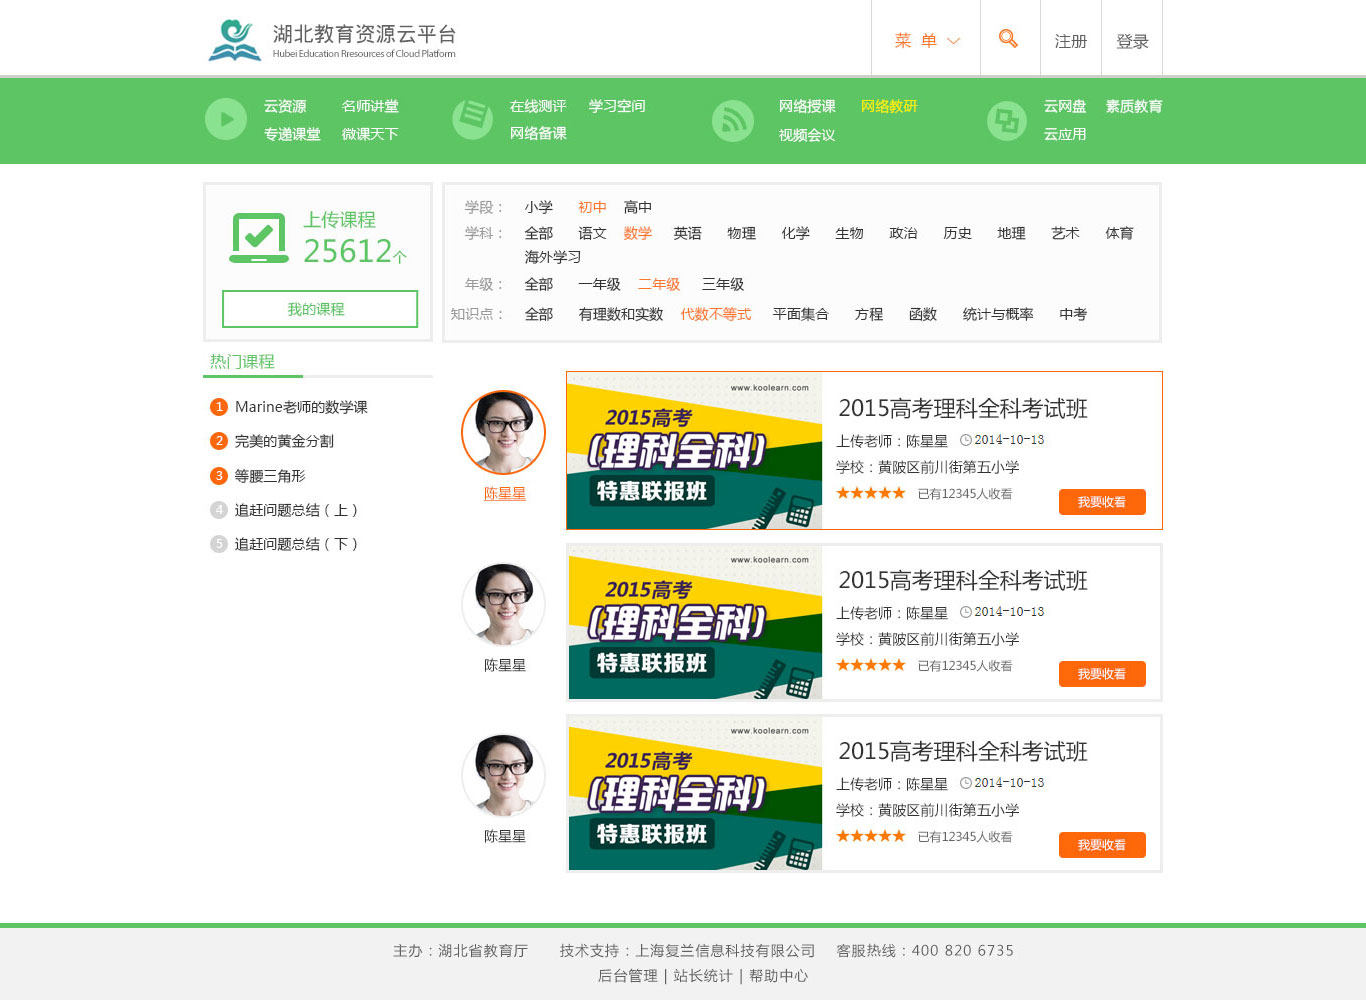 湖北教育资源云平台
Hubei Education Rresources of Cloud Platform
菜 单
注册
登录
云资源 名师讲堂 在线测评 学习空间 网络授课 网络教研 云网盘 素质教育
专递课堂 微课天下 网络备课 视频会议 云应用
上传课程
25612个
我的课程
学段： 小学 初中 高中
学科： 全部 语文 数学 英语 物理 化学 生物 政治 历史 地理 艺术 体育
海外学习
年级： 全部 一年级 二年级 三年级
知识点： 全部 有理数和实数 代数不等式 平面集合 方程 函数 统计与概率 中考
热门课程
1 Marine老师的数学课
2 完美的黄金分割
3 等腰三角形
4 追赶问题总结（上）
5 追赶问题总结（下）
陈星星
www.koolearn.com
2015高考
(理科全科)
特惠联报班
2015高考理科全科考试班
上传老师：陈星星 2014-10-13
学校：黄陂区前川街第五小学
已有12345人收看
我要收看
陈星星
www.koolearn.com
2015高考
(理科全科)
特惠联报班
2015高考理科全科考试班
上传老师：陈星星 2014-10-13
学校：黄陂区前川街第五小学
已有12345人收看
我要收看
陈星星
www.koolearn.com
2015高考
(理科全科)
特惠联报班
2015高考理科全科考试班
上传老师：陈星星 2014-10-13
学校：黄陂区前川街第五小学
已有12345人收看
我要收看
主办：湖北省教育厅 技术支持：上海复兰信息科技有限公司 客服热线：400 820 6735
后台管理 | 站长统计 | 帮助中心